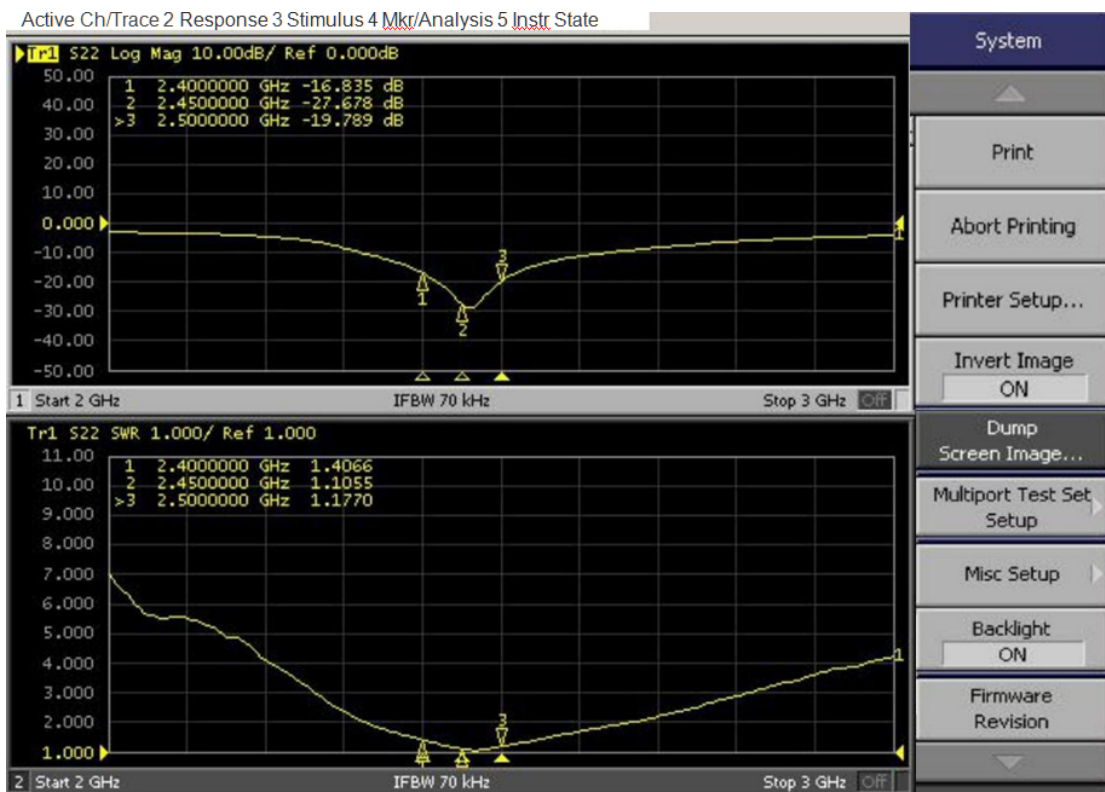 Active Ch/Trace 2 Response 3 Stimulus 4 Mkr/Analysis 5 Instr State
Tr1 S22 Log Mag 10.00dB/ Ref 0.000dB
50.00
40.00
30.00
20.00
10.00
0.000
-10.00
-20.00
-30.00
-40.00
-50.00
1 2.4000000 GHz -16.835 dB
2 2.4500000 GHz -27.678 dB
>3 2.5000000 GHz -19.789 dB
1
2
3
1
1 Start 2 GHz IFBW 70 kHz Stop 3 GHz Off
Tr1 S22 SWR 1.000/ Ref 1.000
11.00
10.00
9.000
8.000
7.000
6.000
5.000
4.000
3.000
2.000
1.000
1 2.4000000 GHz 1.4066
2 2.4500000 GHz 1.1055
>3 2.5000000 GHz 1.1770
3
1
2 Start 2 GHz IFBW 70 kHz Stop 3 GHz Off
System
Print
Abort Printing
Printer Setup...
Invert Image
ON
Dump
Screen Image...
Multiport Test Set
Setup
Misc Setup
Backlight
ON
Firmware
Revision